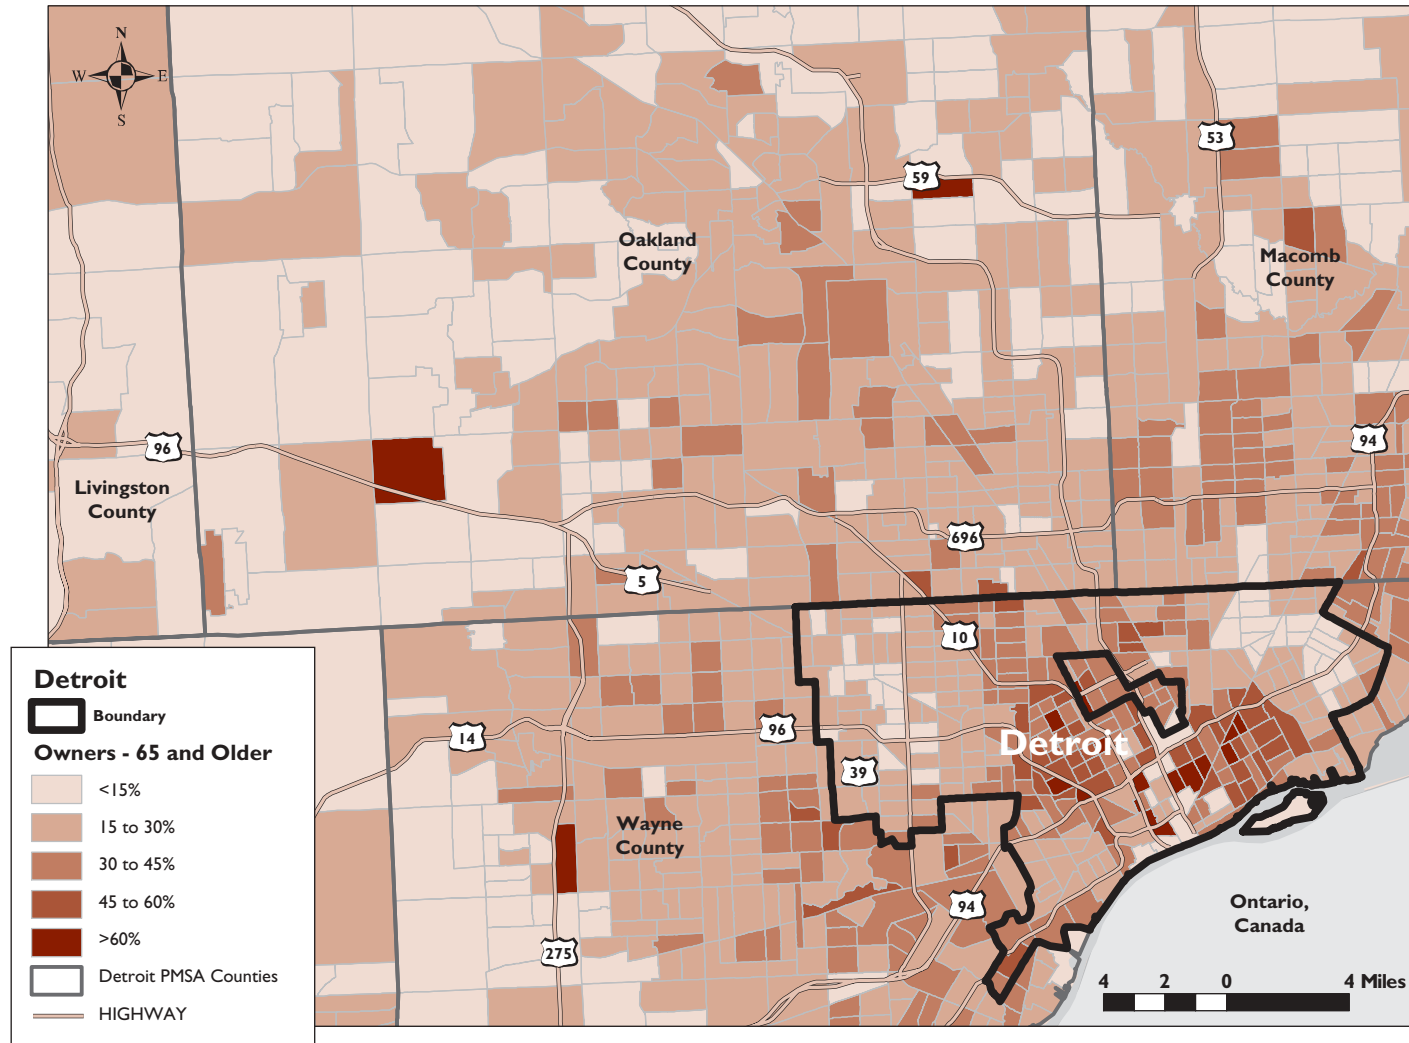 N
W E
S
53
59
Oakland
County
Macomb
County
96
94
Livingston
County
696
5
10
14
96
Detroit
39
Wayne
County
94
275
Ontario,
Canada
4 2 0 4 Miles
Detroit
Boundary
Owners - 65 and Older
<15%
15 to 30%
30 to 45%
45 to 60%
>60%
Detroit PMSA Counties
HIGHWAY